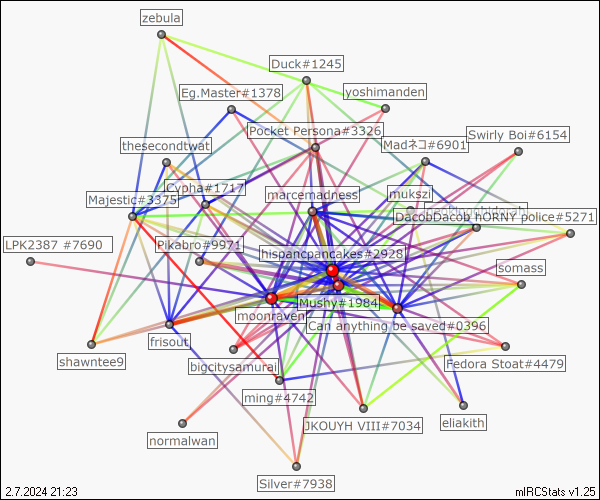 zebula
Duck#1245
Eg.Master#1378
yoshimanden
Pocket Persona#3326
Swirly Boi#6154
thesecondtwat
Madネコ#6901
Cypha#1717
marcemadness
mukszi
Majestic#3375
police#5271
LPK2387 #7690
Pikabro#9971
hispancpancakes#2928
somass
Mushy#1984
moonraven
Can anything be saved#0396
frisout
shawntee9
bigcitysamurai
Fedora Stoat#4479
ming#4742
JKOUYH VIII#7034
eliakith
normalwan
Silver#7938
2.7.2024 21:23
mIRCStats v1.25